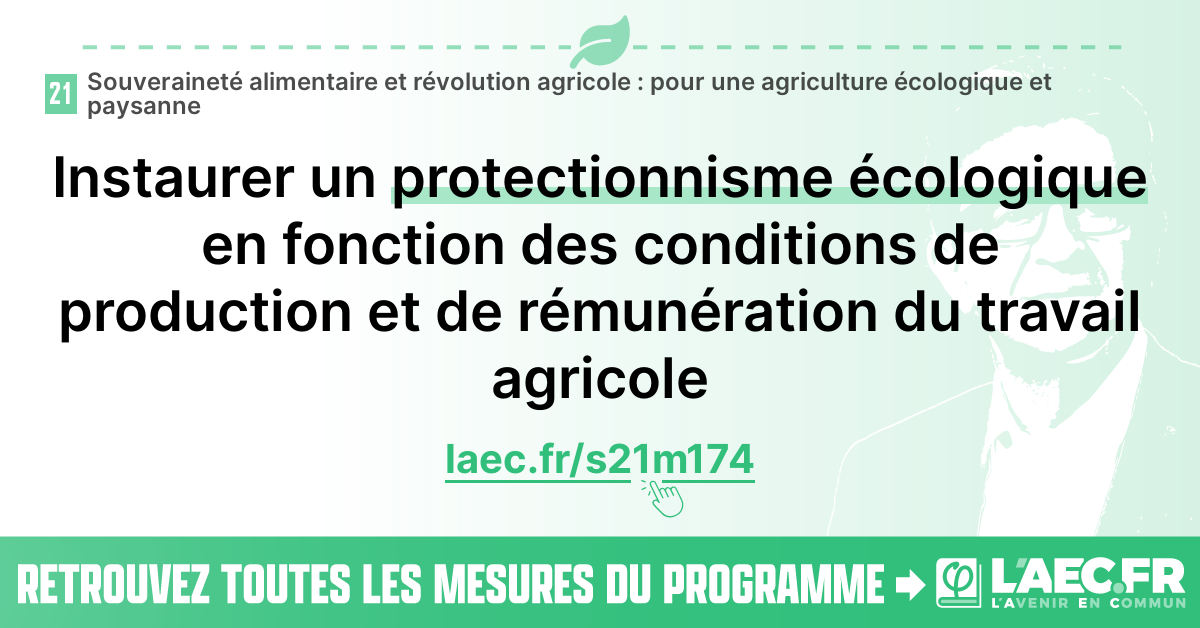 21
Souveraineté alimentaire et révolution agricole : pour une agriculture écologique et
paysanne
Instaurer un protectionnisme écologique
en fonction des conditions de
production et de rémunération du travail
agricole
laec.fr/s21m174
RETROUVEZ TOUTES LES MESURES DU PROGRAMME
L'AEC.FR
L'AVENIR EN COMMUN